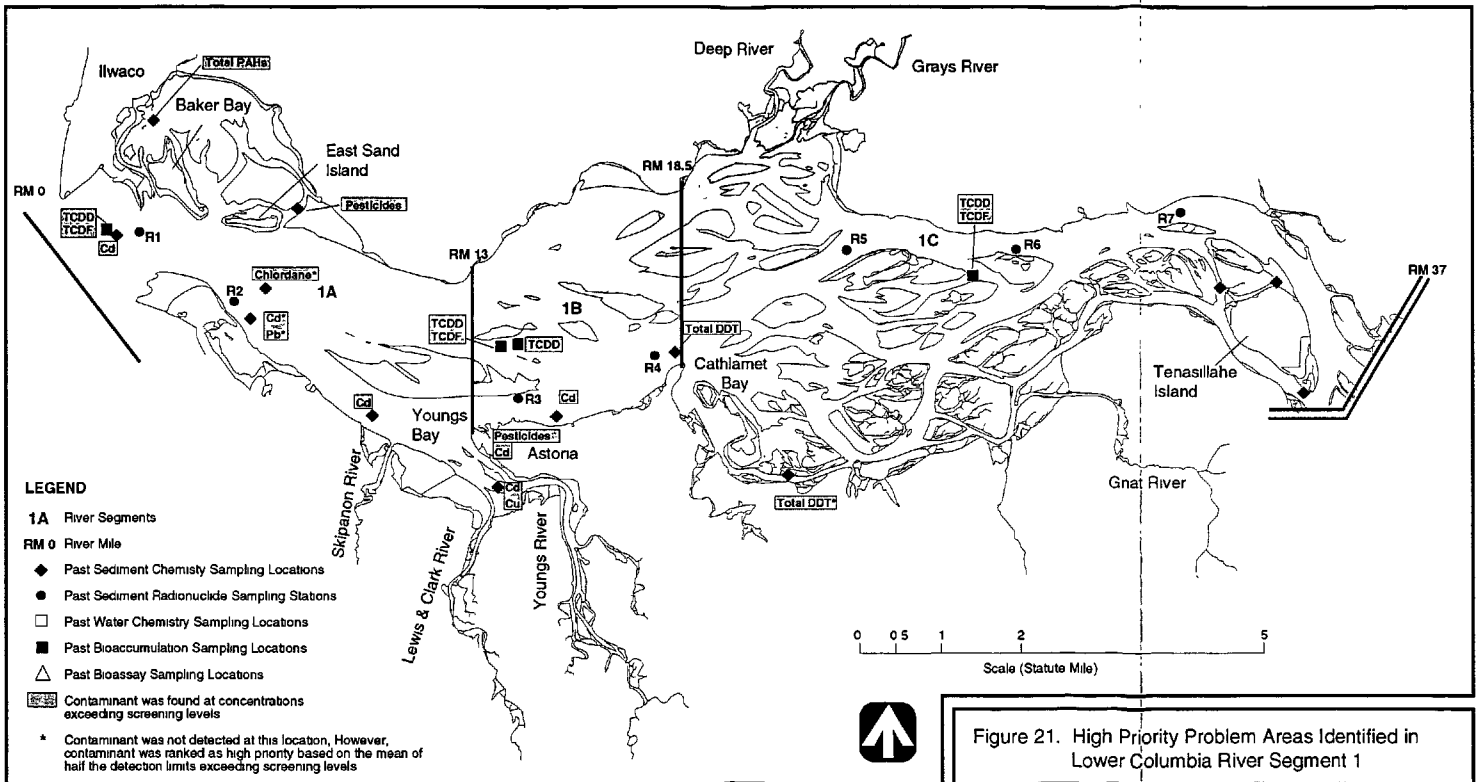 Deep River
Grays River
Ilwaco
Total PAHs
Baker Bay
East Sand
Island
RM 18.5
RM 0
Pesticides
TCDD
TCDF
Cd
R1
R5
1C
TCDD
TCDF
R6
R7
RM 13
RM 37
Chlordane*
1A
R2
Cd*
Pb*
1B
TCDD
TCDF
TCDD
Total DDT
R4
Cathlamet
Bay
Tenasillahe
Island
Cd
Youngs
Bay
R3
Cd
Pesticides*
Cd
Astoria
Cd
Cu
Total DDT*
Gnat River
Skipanon River
Lewis & Clark River
Youngs River
LEGEND
1A River Segments
RM 0 River Mile
Past Sediment Chemisty Sampling Locations
Past Sediment Radionuclide Sampling Stations
Past Water Chemistry Sampling Locations
Past Bioaccumulation Sampling Locations
Past Bioassay Sampling Locations
Contaminant was found at concentrations
exceeding screening levels
* Contaminant was not detected at this location, However,
contaminant was ranked as high priority based on the mean of
half the detection limits exceeding screening levels
0 0 5 1 2 5
Scale (Statute Mile)
Figure 21. High Priority Problem Areas Identified in
Lower Columbia River Segment 1